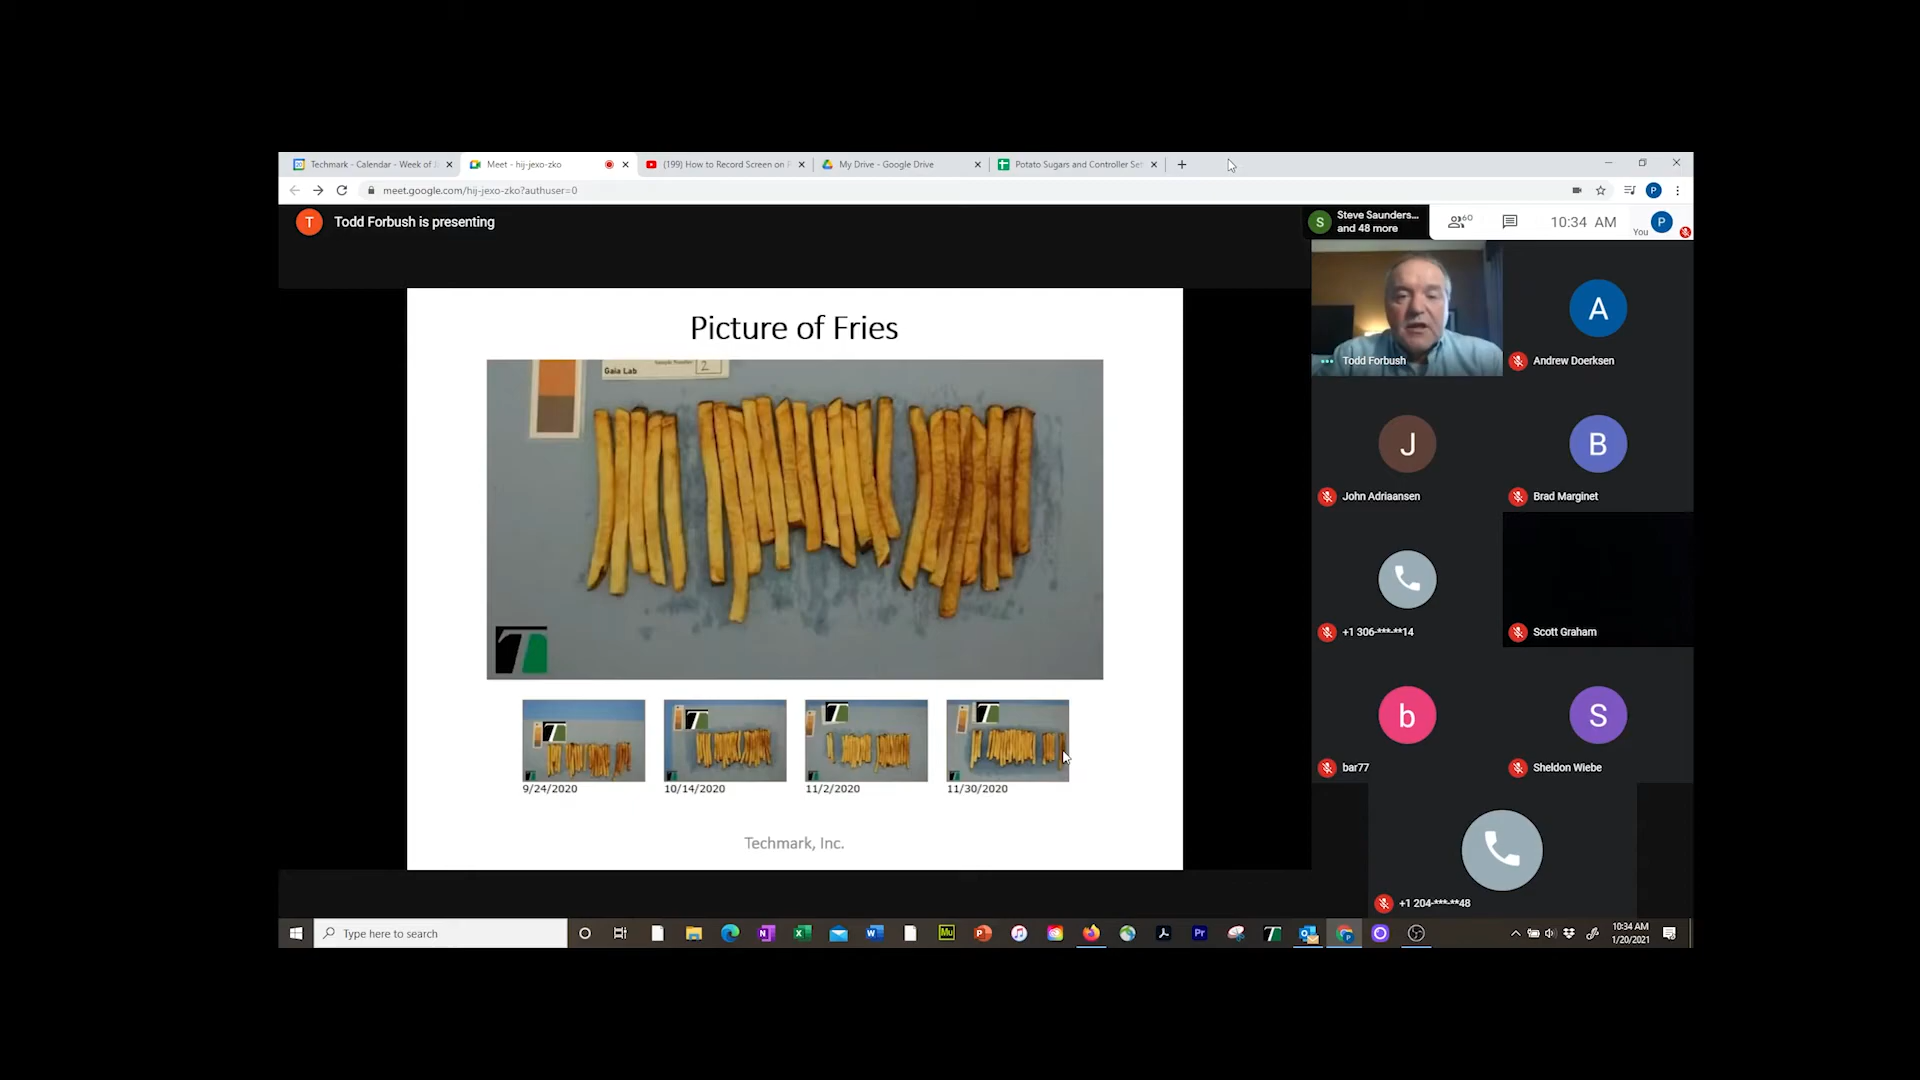 Techmark - Calendar - Week of J
Meet - hij-jexo-zko
(199) How to Record Screen on P
My Drive - Google Drive
Potato Sugars and Controller Set
meet.google.com/hij-jexo-zko?authuser=0
T
Todd Forbush is presenting
S
Steve Saunders...
and 48 more
60
10:34 AM
You
P
P
Picture of Fries
Gaia Lab
2
9/24/2020
10/14/2020
11/2/2020
11/30/2020
Techmark, Inc.
Todd Forbush
A
Andrew Doerksen
J
John Adriaansen
B
Brad Marginet
+1 306-***-**14
Scott Graham
b
bar77
S
Sheldon Wiebe
+1 204-***-**48
Type here to search
10:34 AM
1/20/2021